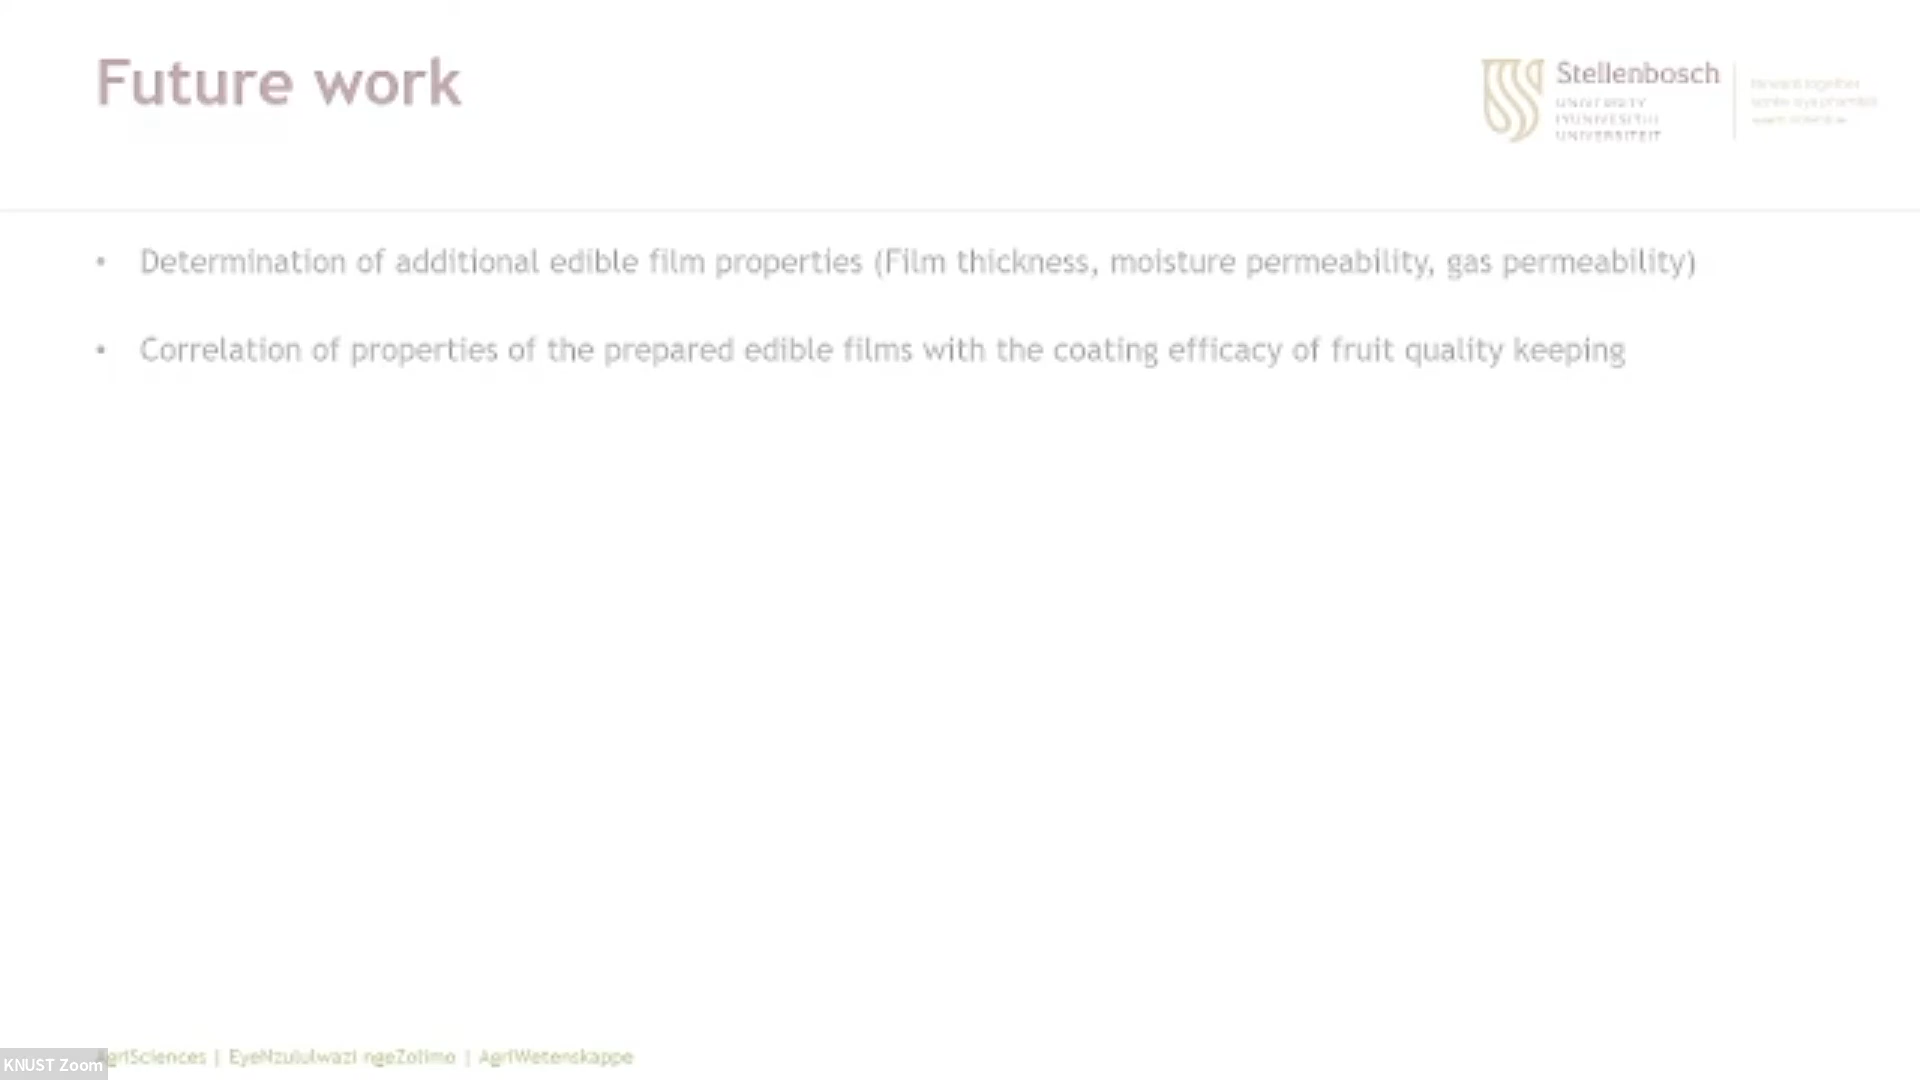 Future work
Stellenbosch
UNIVERSITY
IYUNIVESITHI
UNIVERSITEIT
forward together
• Determination of additional edible film properties (Film thickness, moisture permeability, gas permeability)
• Correlation of properties of the prepared edible films with the coating efficacy of fruit quality keeping
AgriSciences | EyeNzululwazi ngeZolimo | AgriWetenskappe
KNUST Zoom